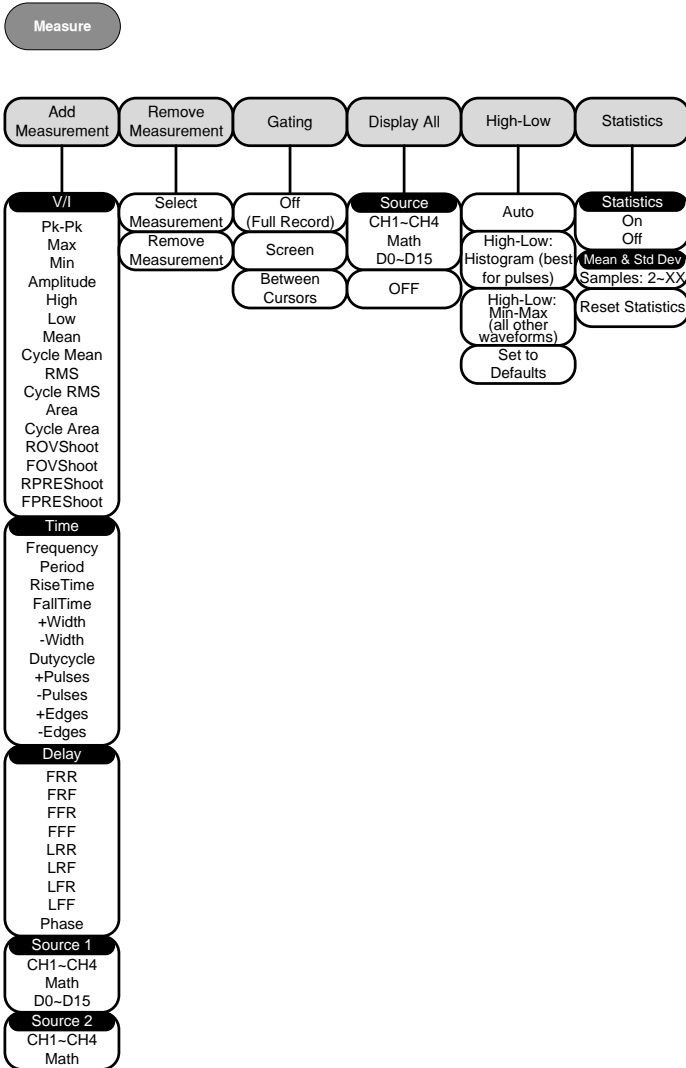 Measure
Add
Measurement
Remove
Measurement
Gating
Display All
High-Low
Statistics
V/I
Pk-Pk
Max
Min
Amplitude
High
Low
Mean
Cycle Mean
RMS
Cycle RMS
Area
Cycle Area
ROVShoot
FOVShoot
RPREShoot
FPREShoot
Time
Frequency
Period
RiseTime
FallTime
+Width
-Width
Dutycycle
+Pulses
-Pulses
+Edges
-Edges
Delay
FRR
FRF
FFR
FFF
LRR
LRF
LFR
LFF
Phase
Source 1
CH1~CH4
Math
D0~D15
Source 2
CH1~CH4
Math
Select
Measurement
Remove
Measurement
Off
(Full Record)
Screen
Between
Cursors
Source
CH1~CH4
Math
D0~D15
OFF
Auto
High-Low:
Histogram (best
for pulses)
High-Low:
Min-Max
(all other
waveforms)
Set to
Defaults
Statistics
On
Off
Mean & Std Dev
Samples: 2~XX
Reset Statistics